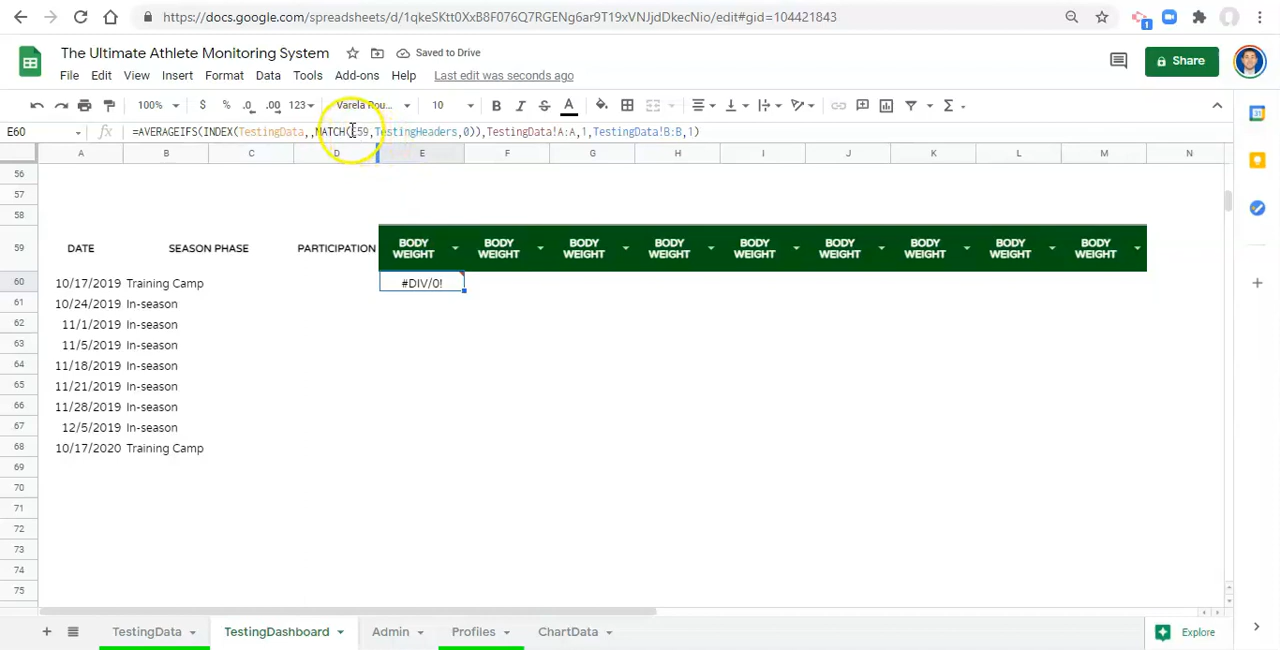 https://docs.google.com/spreadsheets/d/1qkeSKtt0XxB8F076Q7RGENg6ar9T19xVNJjdDkecNio/edit#gid=104421843
1
The Ultimate Athlete Monitoring System
Saved to Drive
File Edit View Insert Format Data Tools Add-ons Help Last edit was seconds ago
Share
100% $ % .0 .00 123 Varela Rou... 10 B I S A Σ
E60 fx =AVERAGEIFS(INDEX(TestingData,,MATCH(E59,TestingHeaders,0)),TestingData!A:A,1,TestingData!B:B,1)
A B C D E F G H I J K L M N
56
57
58
59 DATE SEASON PHASE PARTICIPATION BODY WEIGHT BODY WEIGHT BODY WEIGHT BODY WEIGHT BODY WEIGHT BODY WEIGHT BODY WEIGHT BODY WEIGHT BODY WEIGHT
60 10/17/2019 Training Camp #DIV/0!
61 10/24/2019 In-season
62 11/1/2019 In-season
63 11/5/2019 In-season
64 11/18/2019 In-season
65 11/21/2019 In-season
66 11/28/2019 In-season
67 12/5/2019 In-season
68 10/17/2020 Training Camp
69
70
71
72
73
74
75
TestingData TestingDashboard Admin Profiles ChartData Explore